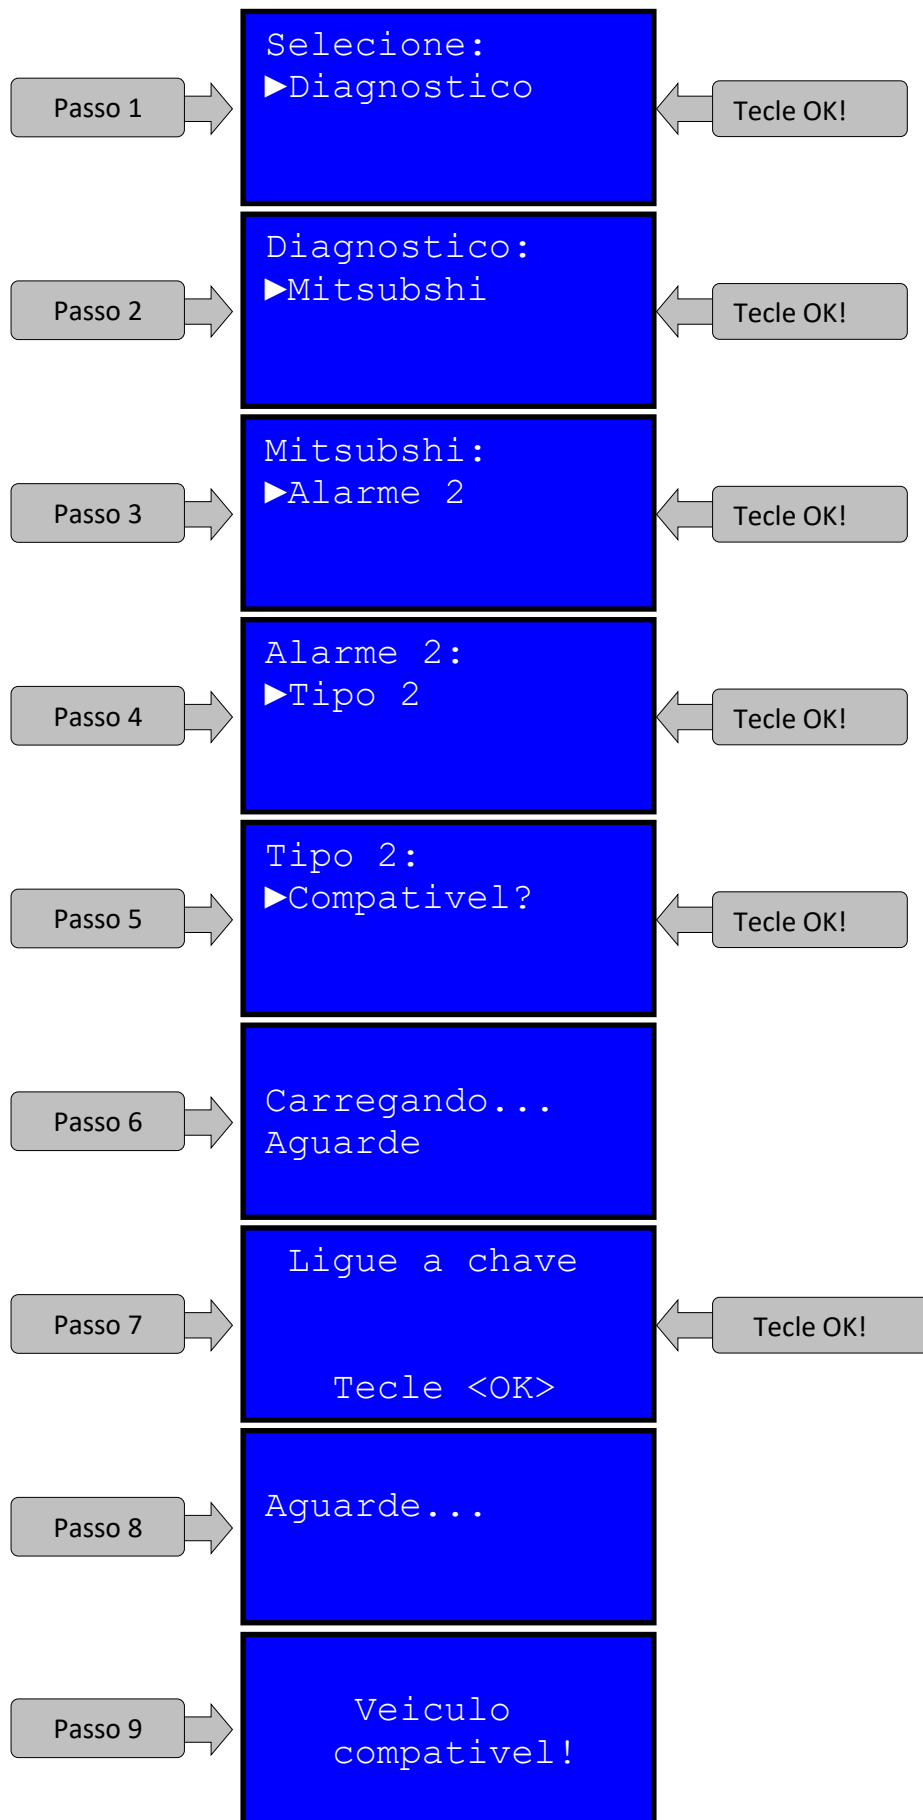 Selecione:
Passo 1
►Diagnostico
Tecle OK!
Diagnostico:
Passo 2
►Mitsubshi
Tecle OK!
Mitsubshi:
Passo 3
►Alarme 2
Tecle OK!
Alarme 2:
Passo 4
►Tipo 2
Tecle OK!
Tipo 2:
Passo 5
►Compativel?
Tecle OK!
Passo 6
Carregando...
Aguarde
Passo 7
Ligue a chave
Tecle <OK>
Tecle OK!
Passo 8
Aguarde...
Passo 9
Veiculo
compativel!